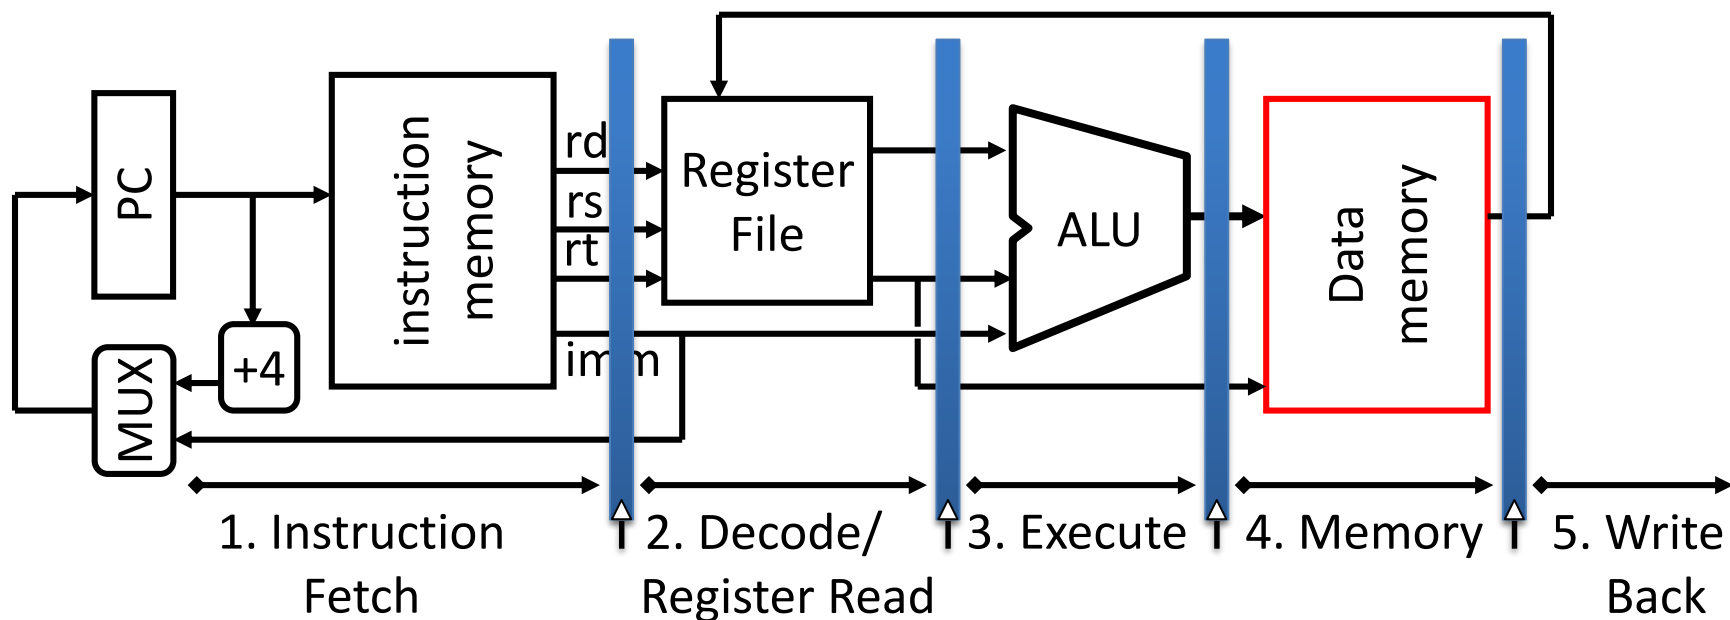 PC
instruction
memory
rd
rs
rt
imm
Register
File
ALU
Data
memory
+4
MUX
1. Instruction
Fetch
2. Decode/
Register Read
3. Execute
4. Memory
5. Write
Back